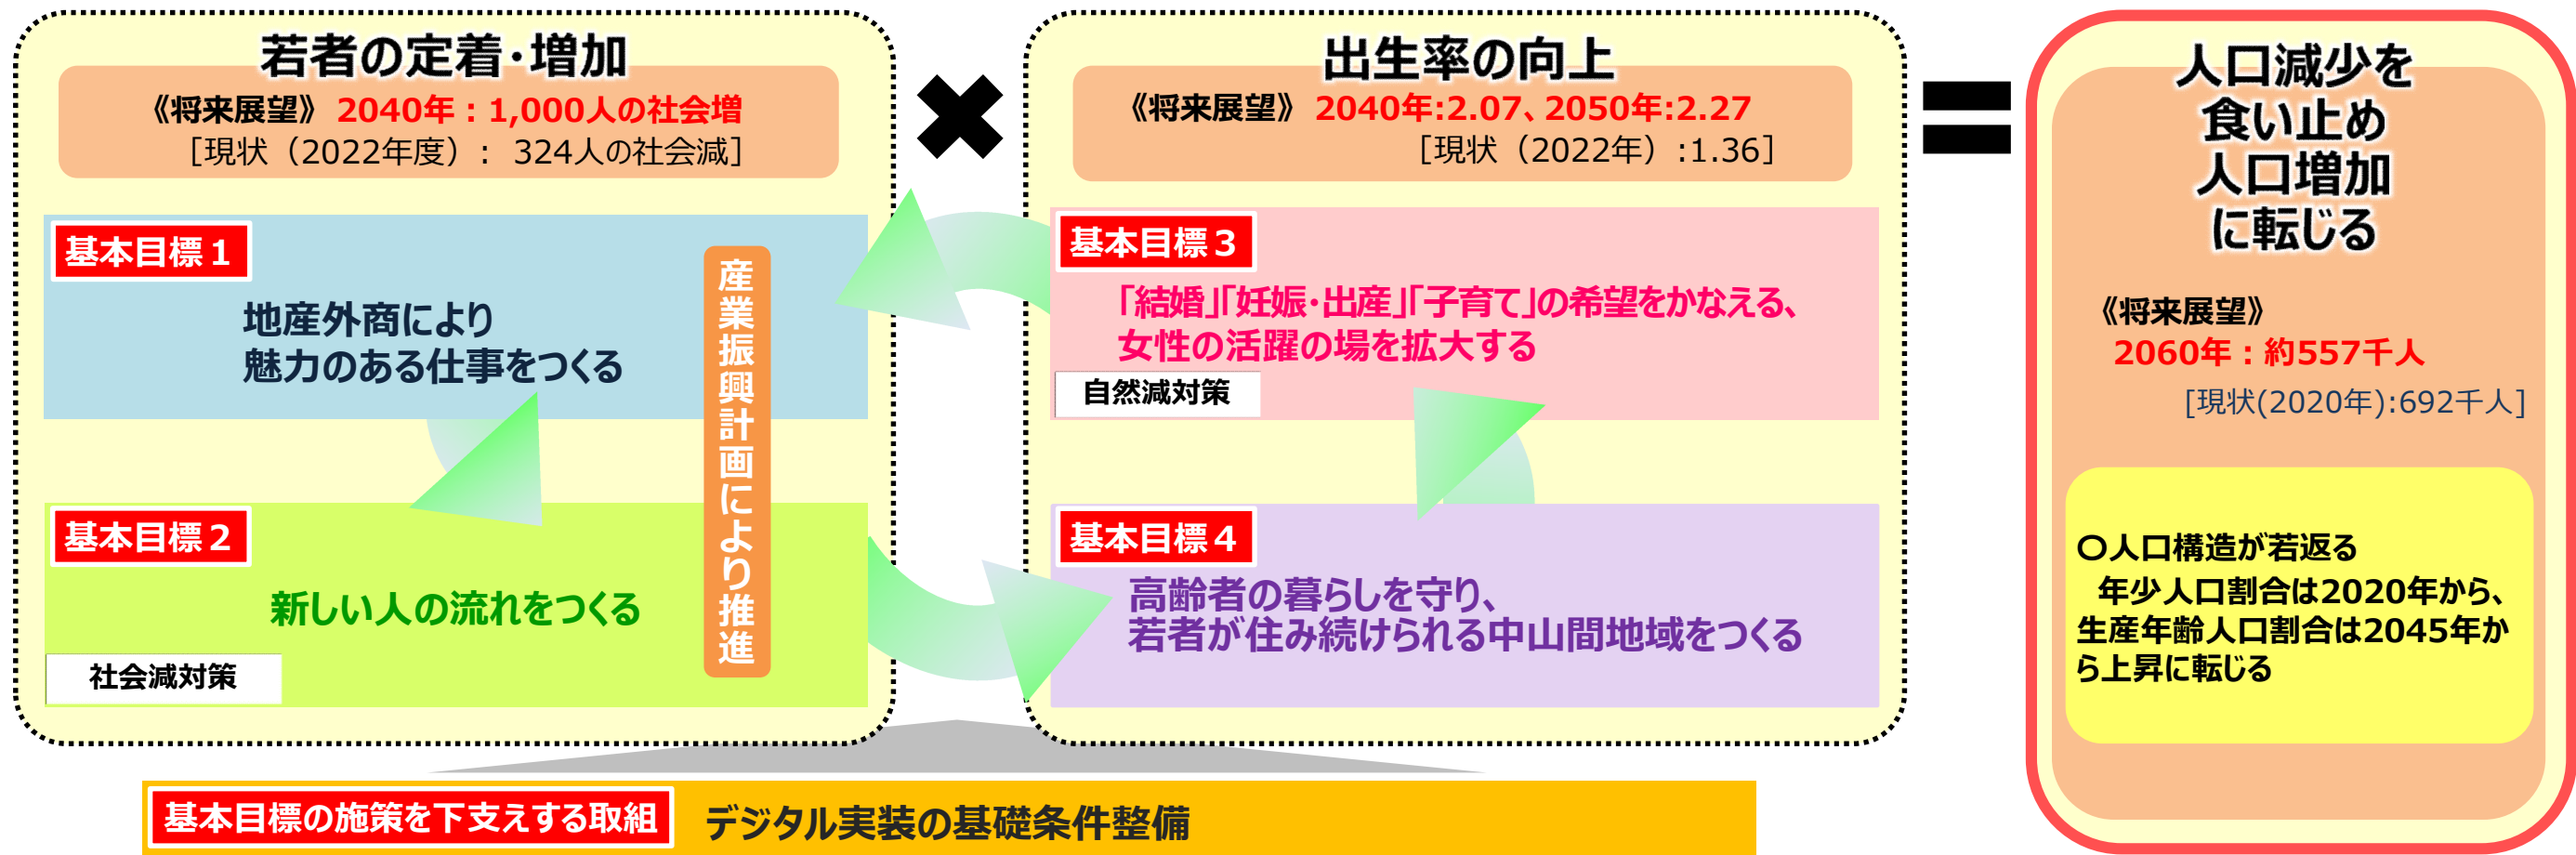 若者の定着・増加
《将来展望》 2040年：1,000人の社会増
［現状（2022年度）： 324人の社会減］
基本目標１
地産外商により
魅力のある仕事をつくる
産業振興計画により推進
基本目標２
新しい人の流れをつくる
社会減対策
出生率の向上
《将来展望》 2040年:2.07、2050年:2.27
［現状（2022年）:1.36］
基本目標３
「結婚」「妊娠・出産」「子育て」の希望をかなえる、
女性の活躍の場を拡大する
自然減対策
基本目標４
高齢者の暮らしを守り、
若者が住み続けられる中山間地域をつくる
人口減少を
食い止め
人口増加
に転じる
《将来展望》
2060年：約557千人
［現状(2020年):692千人］
〇人口構造が若返る
年少人口割合は2020年から、
生産年齢人口割合は2045年か
ら上昇に転じる
基本目標の施策を下支えする取組
デジタル実装の基礎条件整備